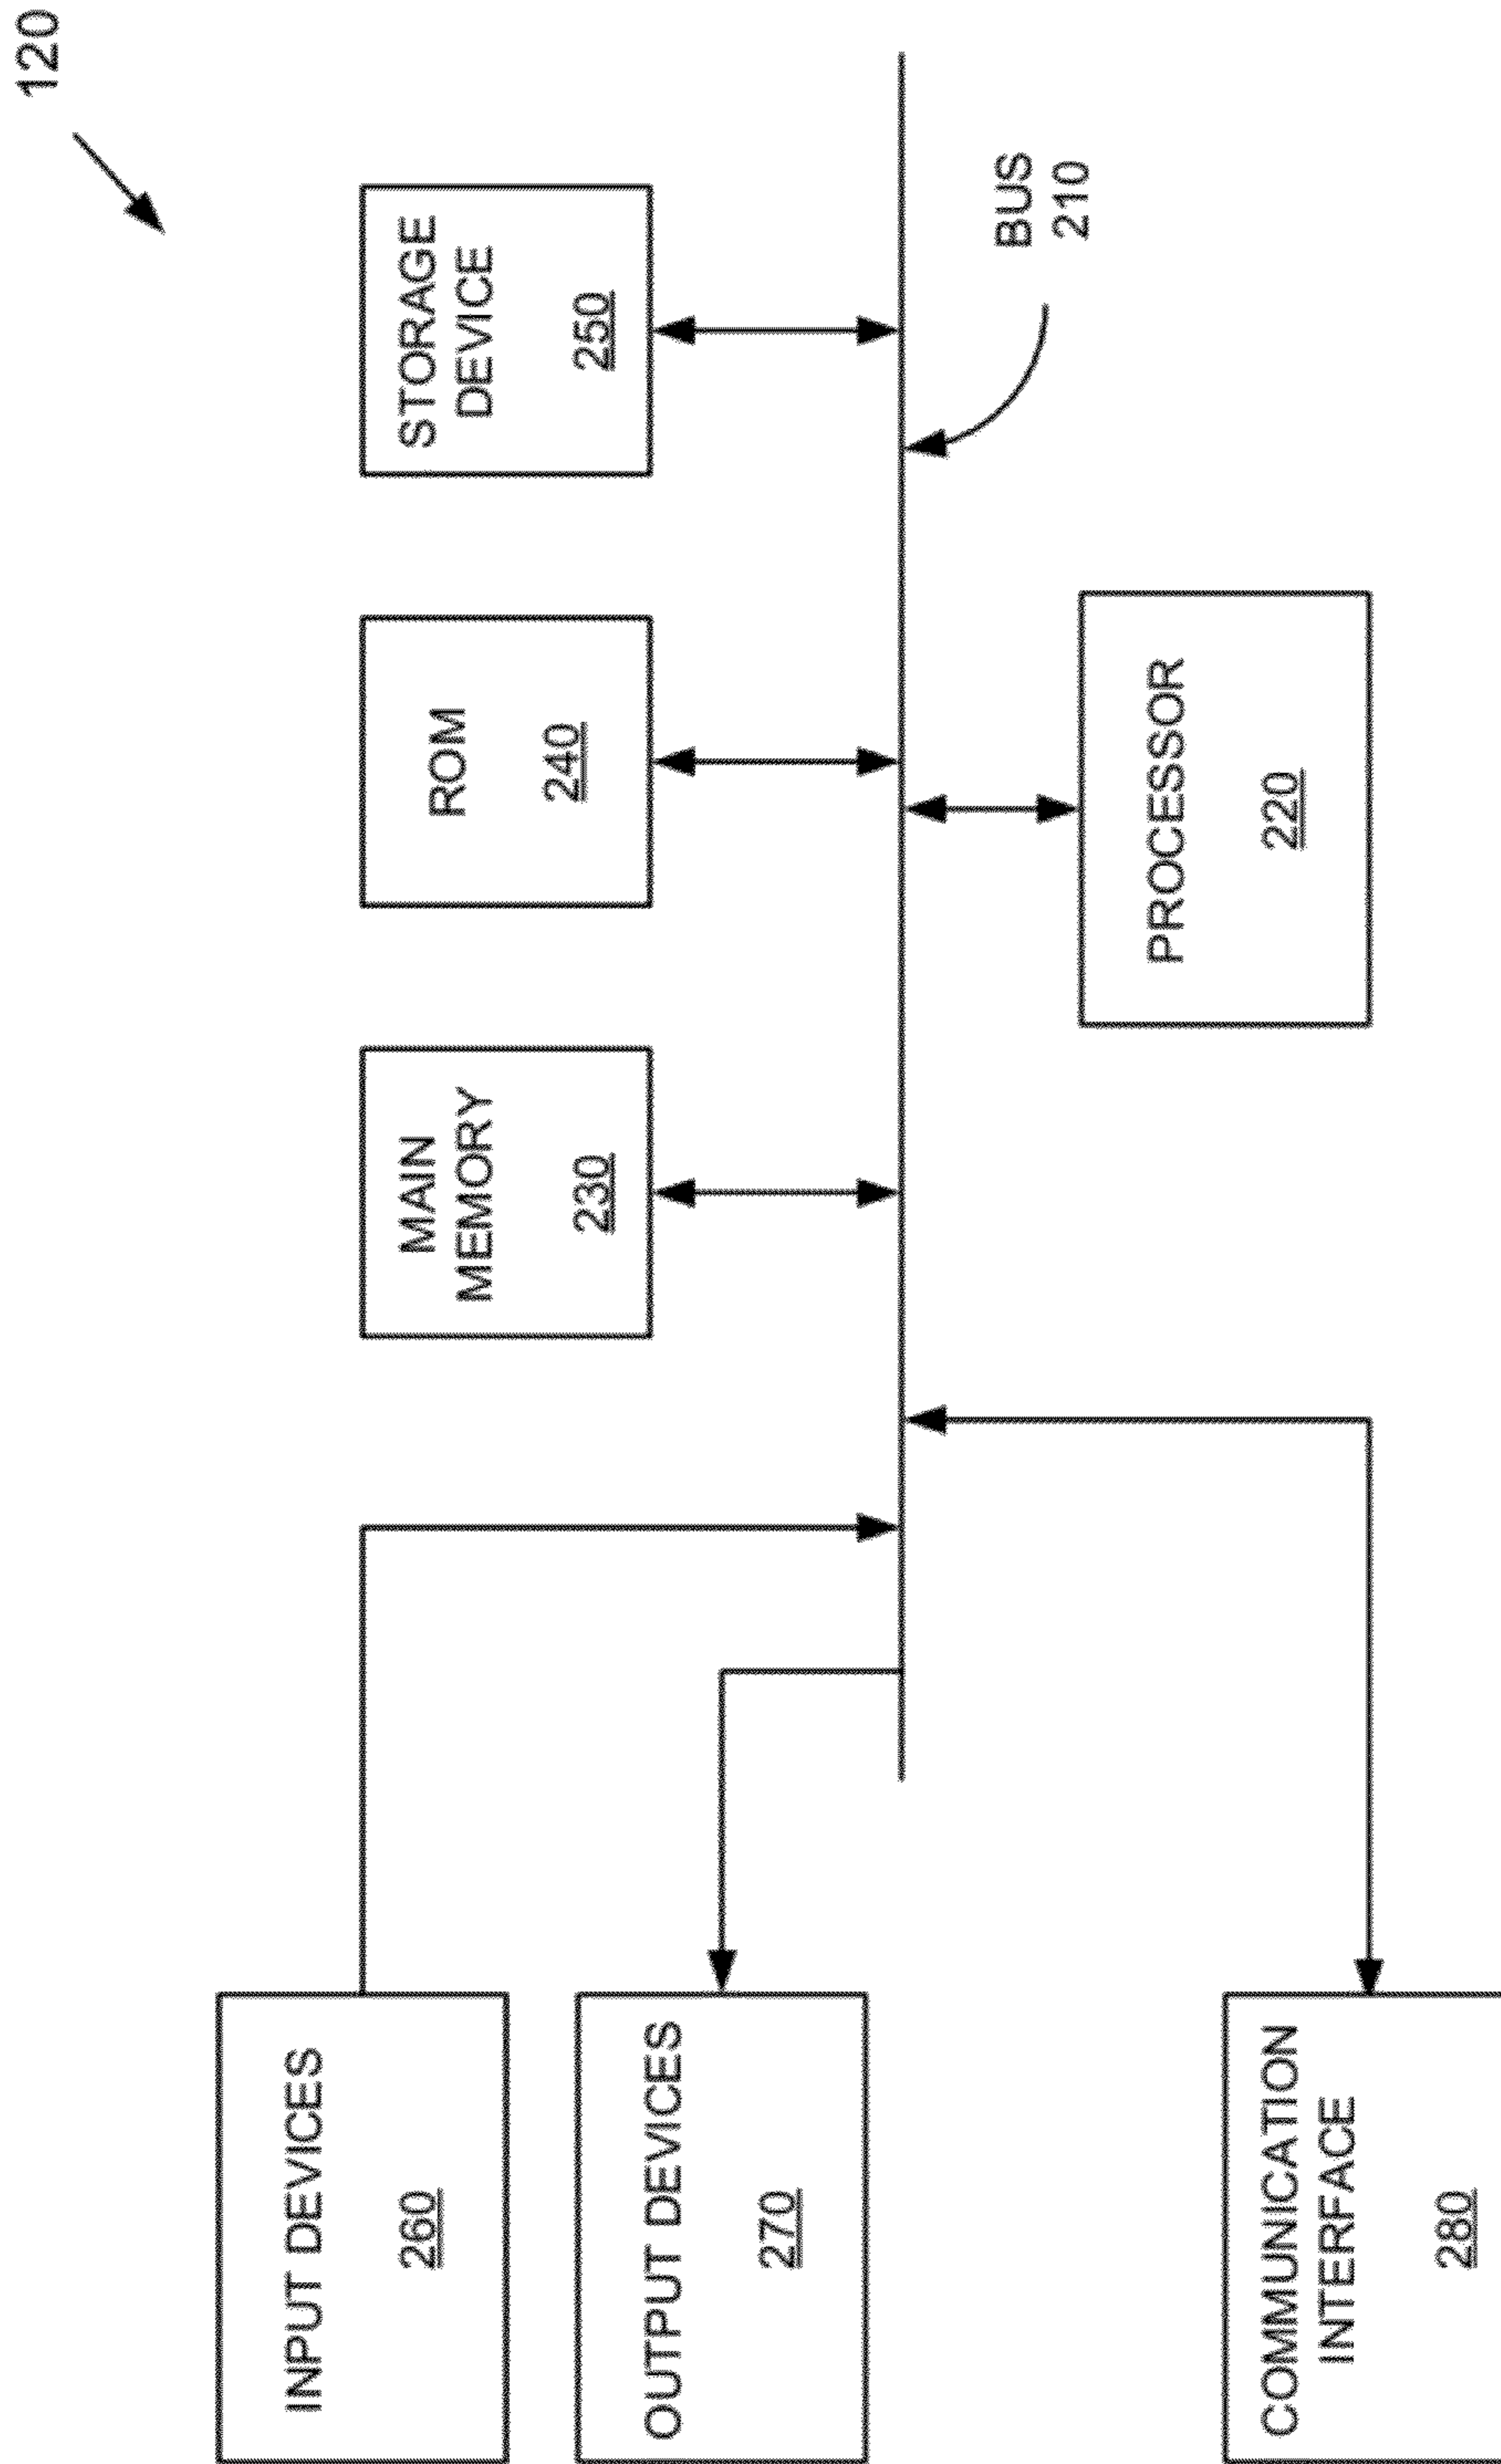 120
STORAGE
DEVICE
250
ROM
240
MAIN
MEMORY
230
BUS
210
PROCESSOR
220
INPUT DEVICES
260
OUTPUT DEVICES
270
COMMUNICATION
INTERFACE
280